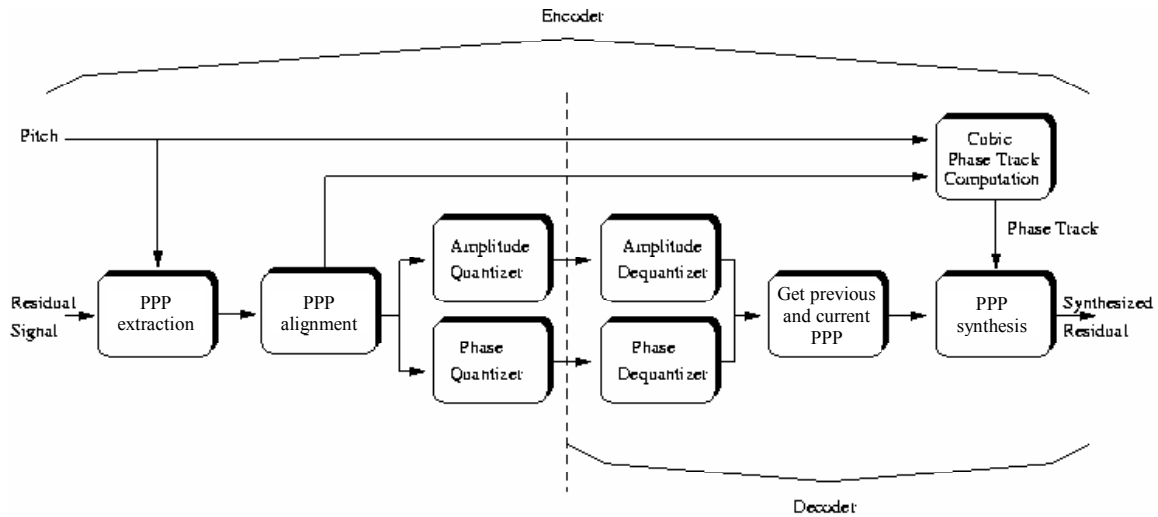 Encoder
Pitch
Cubic
Phase Track
Computation
Phase Track
Amplitude
Quantizer
Amplitude
Dequantizer
Residual
Signal
PPP
extraction
PPP
alignment
Phase
Quantizer
Phase
Dequantizer
Get previous
and current
PPP
PPP
synthesis
Synthesized
Residual
Decoder